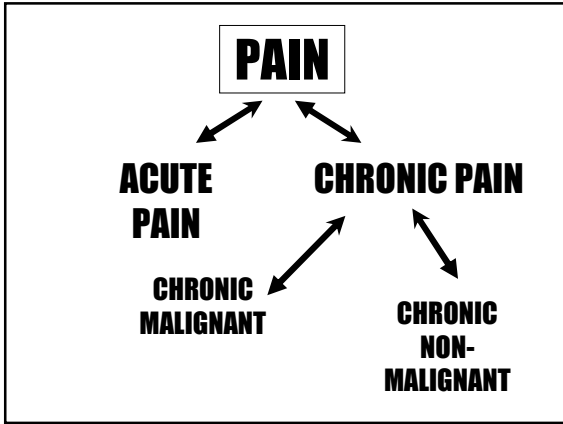 PAIN
ACUTE
PAIN
CHRONIC PAIN
CHRONIC
MALIGNANT
CHRONIC
NON-
MALIGNANT